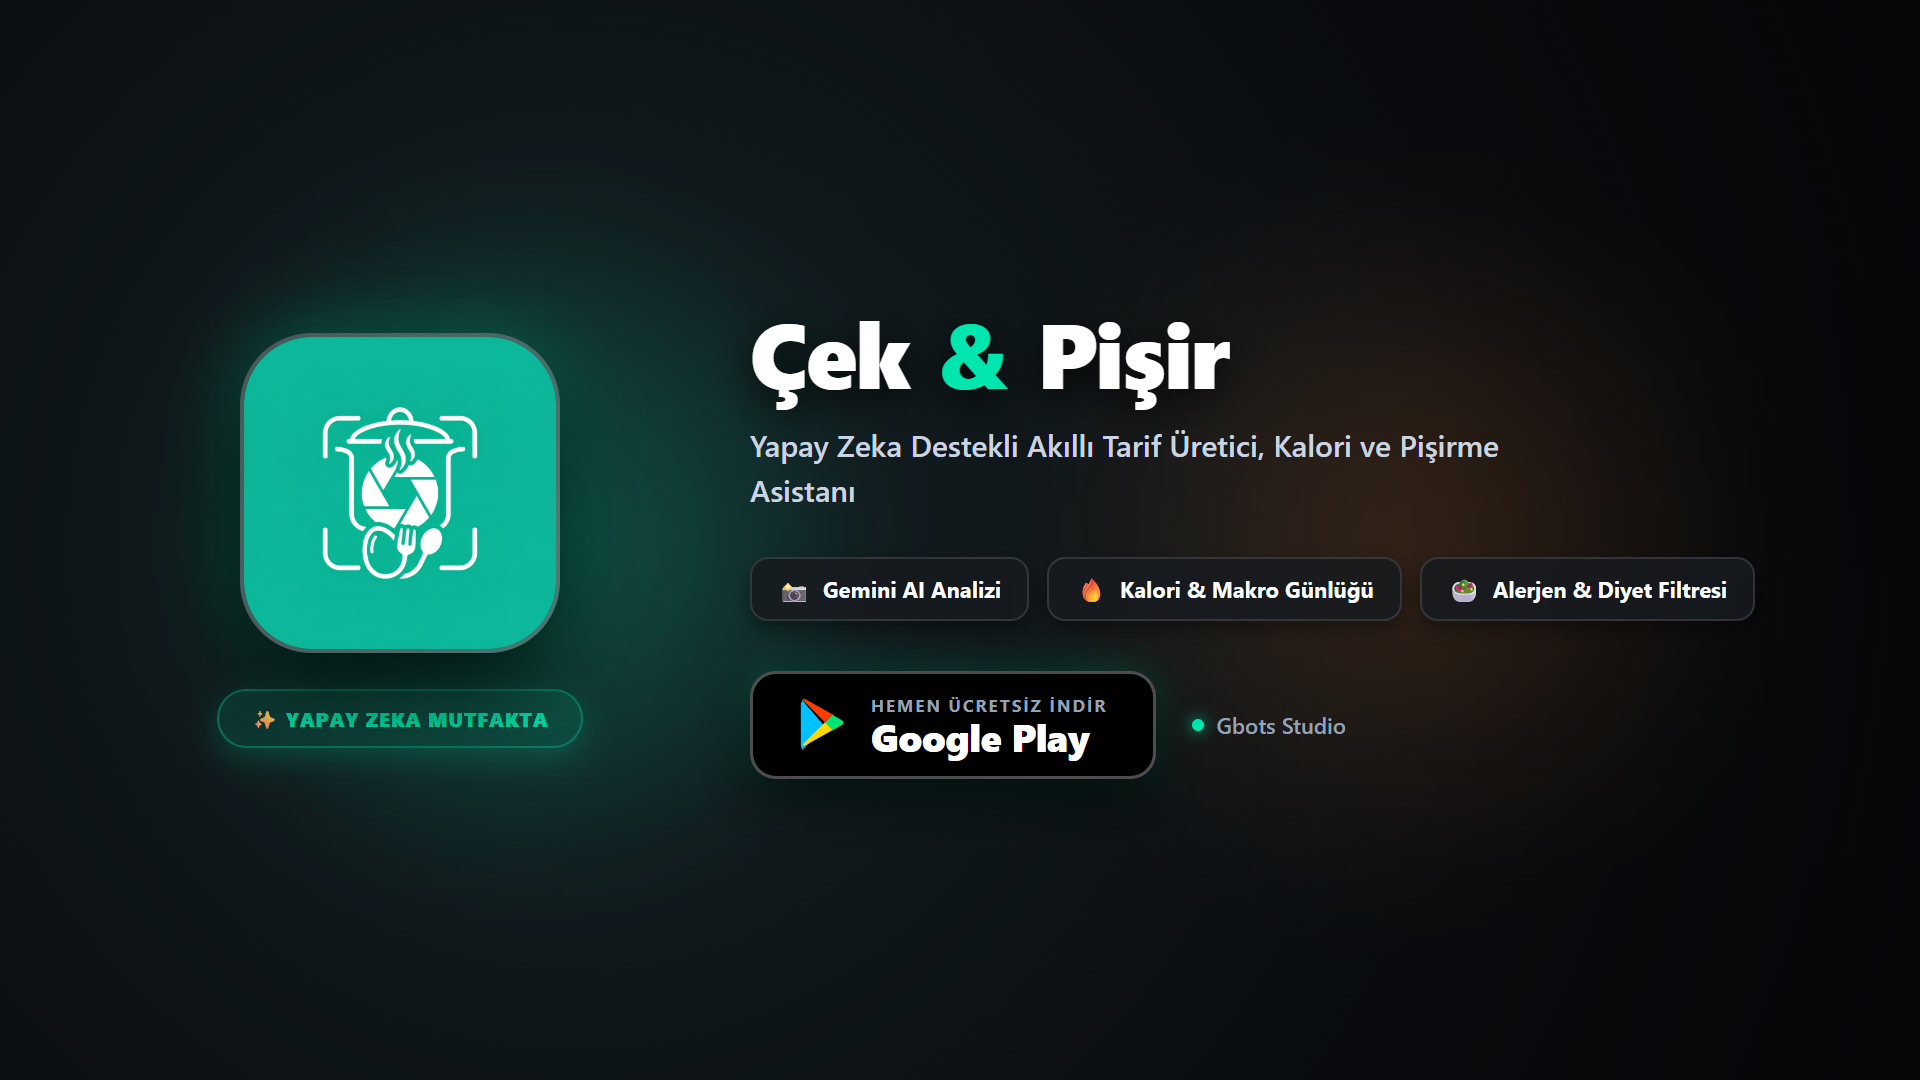 Çek & Pişir
Yapay Zeka Destekli Akıllı Tarif Üretici, Kalori ve Pişirme
Asistanı
📸 Gemini AI Analizi
🔥 Kalori & Makro Günlüğü
🥗 Alerjen & Diyet Filtresi
✨ YAPAY ZEKA MUTFAKTA
HEMEN ÜCRETSİZ İNDİR
Google Play
Gbots Studio